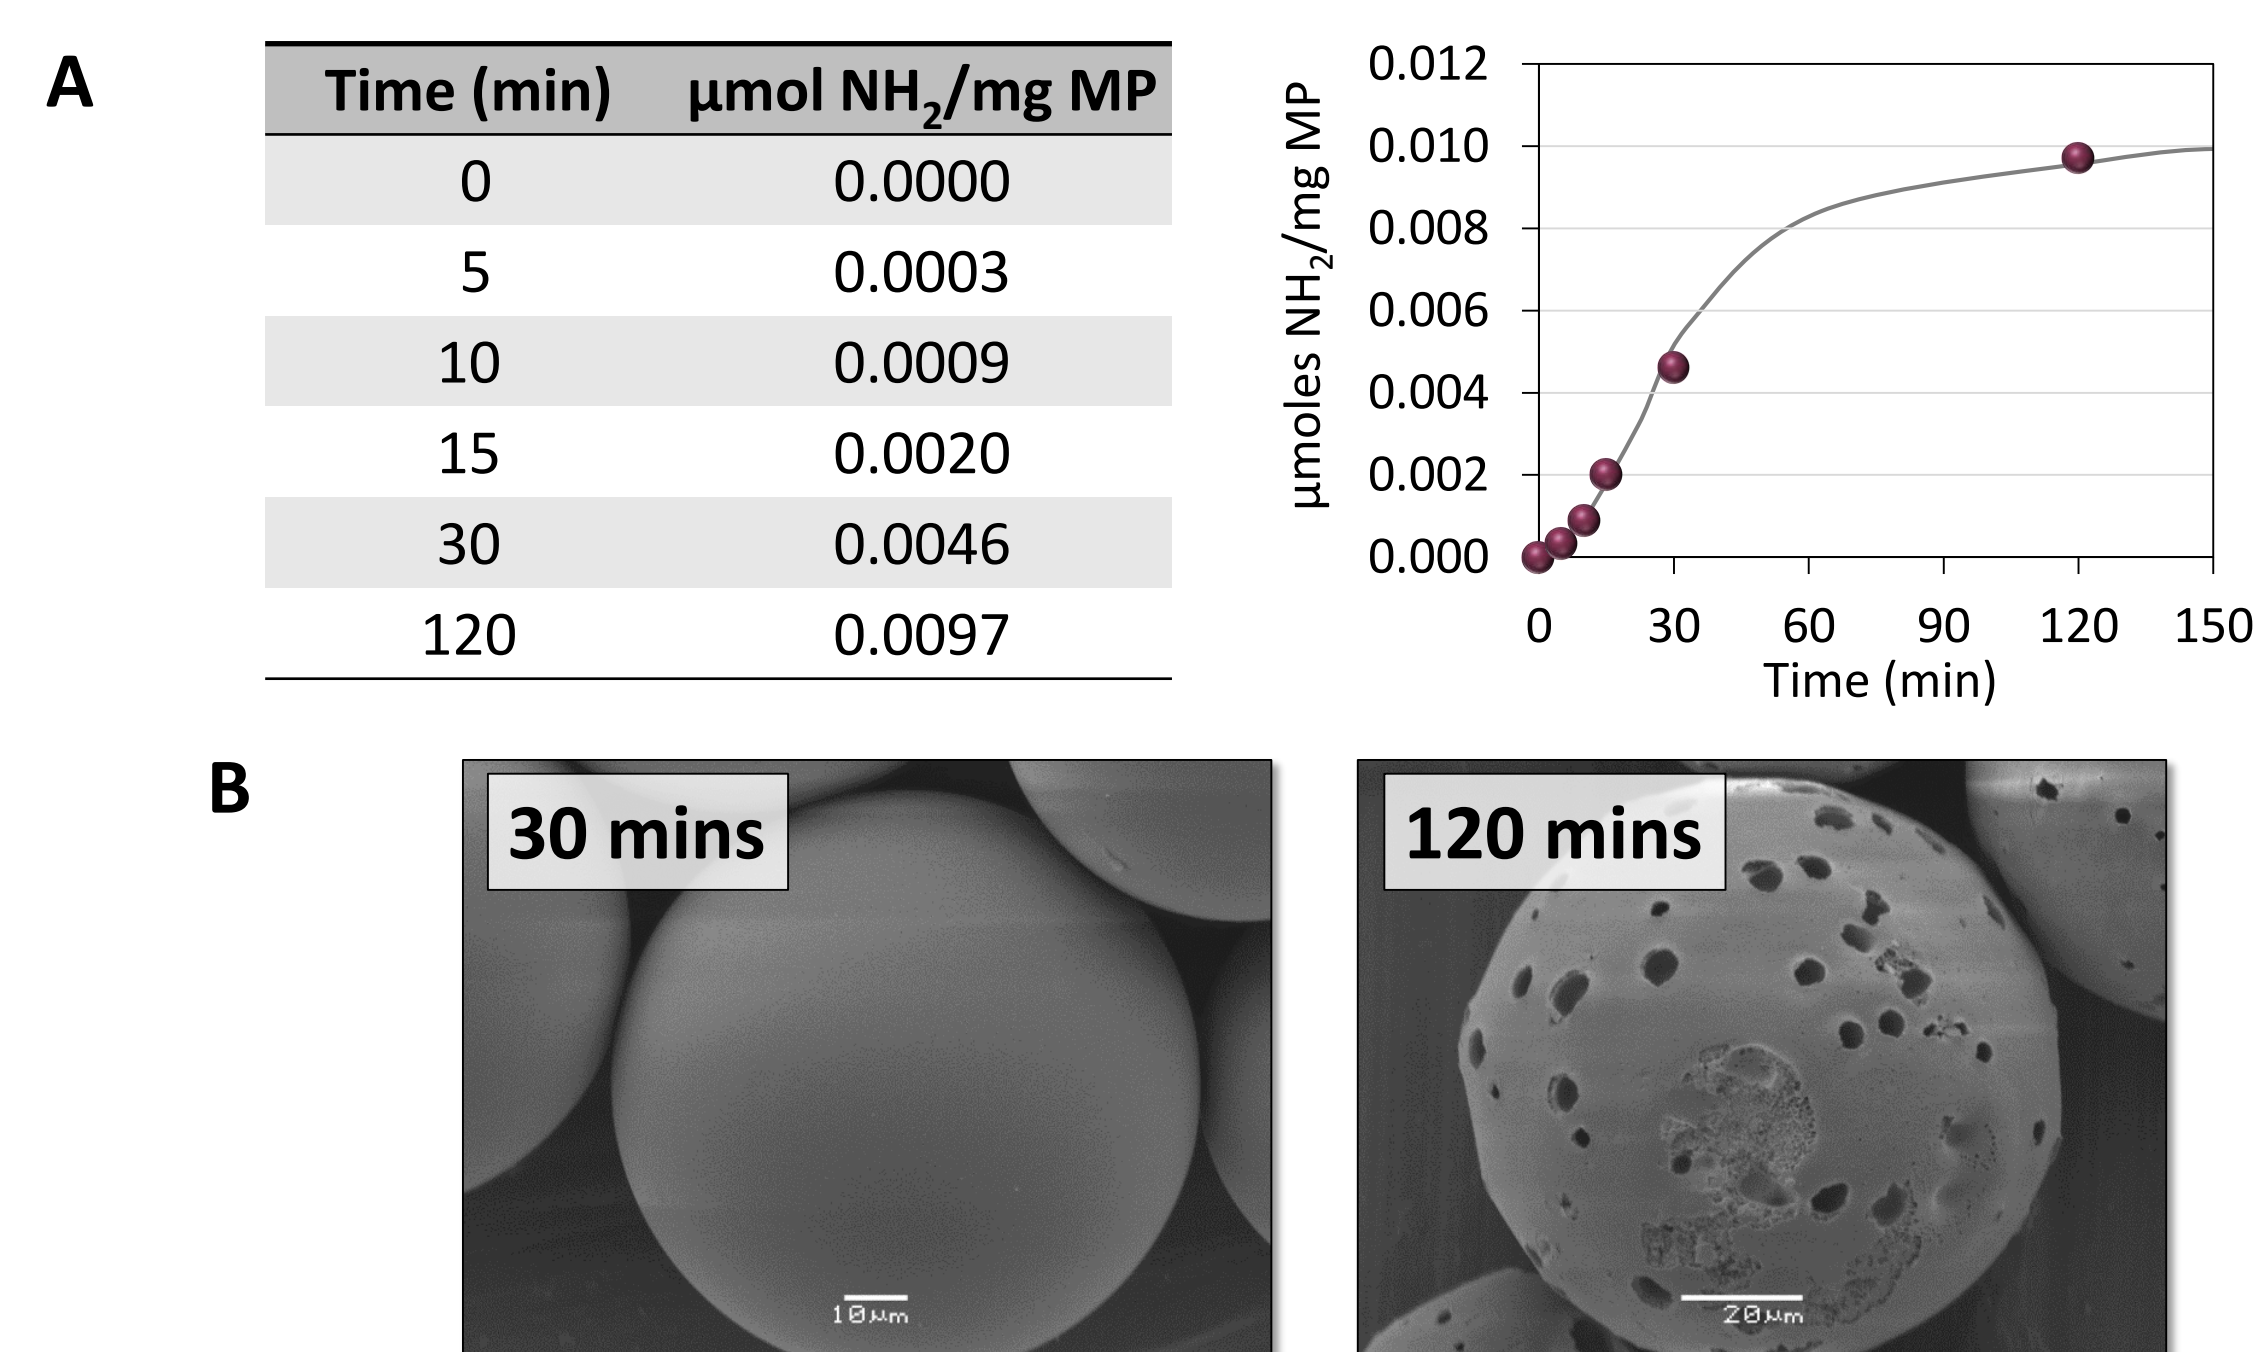 A
Time (min) µmol NH₂/mg MP
0 0.0000
5 0.0003
10 0.0009
15 0.0020
30 0.0046
120 0.0097
µmoles NH₂/mg MP
0.012
0.010
0.008
0.006
0.004
0.002
0.000
0 30 60 90 120 150
Time (min)
B
30 mins
10µm
120 mins
20µm